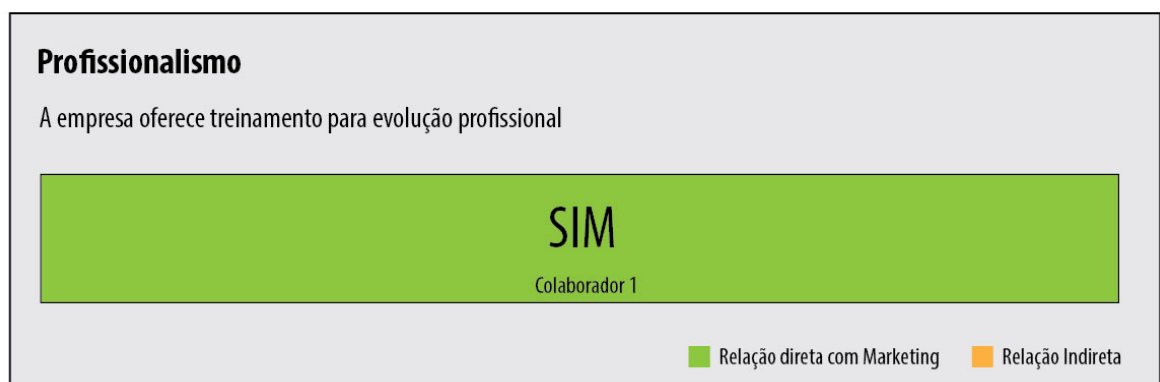 Profissionalismo
A empresa oferece treinamento para evolução profissional
SIM
Colaborador 1
Relação direta com Marketing
Relação Indireta